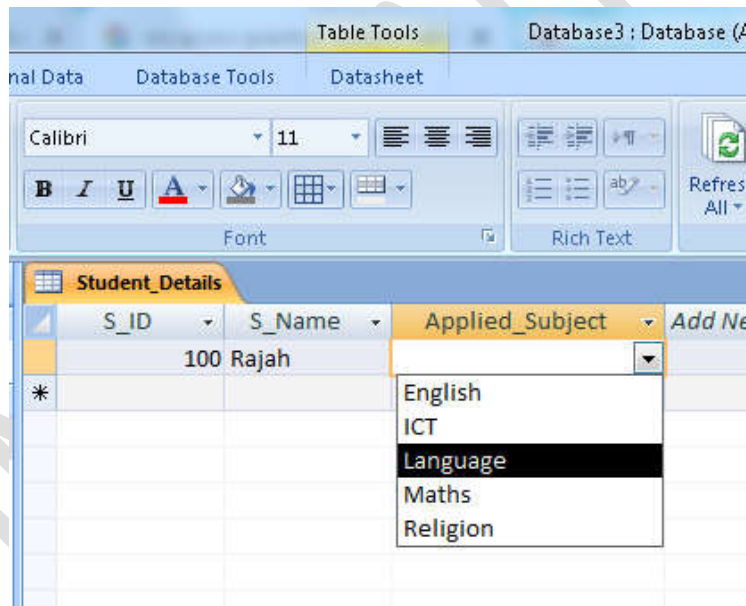 Table Tools Database3 : Database (A
nal Data Database Tools Datasheet
Calibri 11
B I U A ab
Refres
All
Font Rich Text
Student_Details
S_ID S_Name Applied_Subject Add Ne
100 Rajah
English
ICT
Language
Maths
Religion